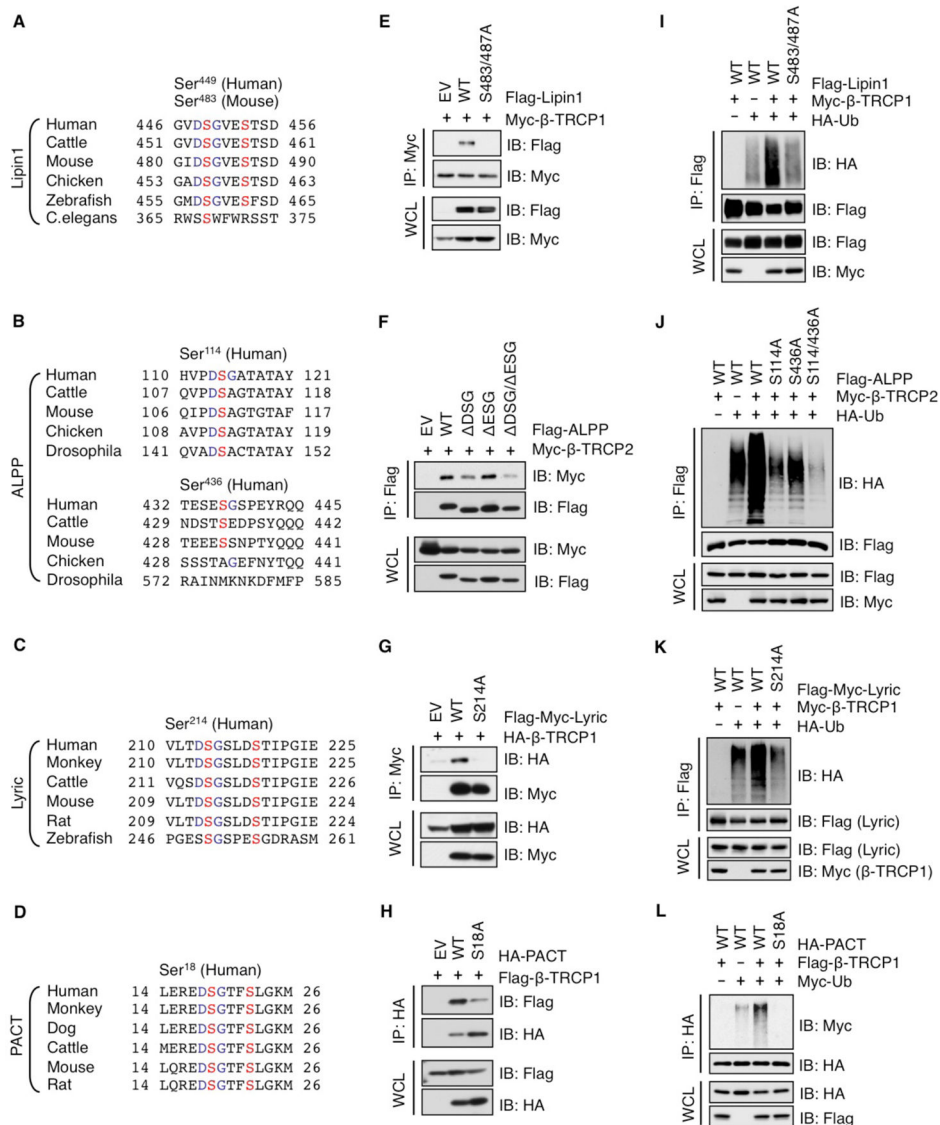 A
Ser449 (Human)
Ser483 (Mouse)
Lipin1
Human 446 GVDSGVESTSD 456
Cattle 451 GVDSGVESTSD 461
Mouse 480 GIDSGVESTSD 490
Chicken 453 GADSGVESTSD 463
Zebrafish 455 GMDSGVESFSD 465
C.elegans 365 RWSSWFWRSST 375
B
Ser114 (Human)
ALPP
Human 110 HVPDSGATATAY 121
Cattle 107 QVPDSAGTATAY 118
Mouse 106 QIPDSAGTGTAF 117
Chicken 108 AVPDSAGTATAY 119
Drosophila 141 QVADSACTATAY 152
Ser436 (Human)
Human 432 TESESGSPEYRQQ 445
Cattle 429 NDSTSEDPSYQQQ 442
Mouse 428 TEEESSNPTYQQQ 441
Chicken 428 SSSTAGEFNYTQQ 441
Drosophila 572 RAINMKNKDFMFP 585
C
Ser214 (Human)
Lyric
Human 210 VLTDSGSLDSTIPGIE 225
Monkey 210 VLTDSGSLDSTIPGIE 225
Cattle 211 VQSDSGSLDSTIPGIE 226
Mouse 209 VLTDSGSLDSTIPGIE 224
Rat 209 VLTDSGSLDSTIPGIE 224
Zebrafish 246 PGESSGSPESGDRASM 261
D
Ser18 (Human)
PACT
Human 14 LEREDSGTFSLGKM 26
Monkey 14 LEREDSGTFSLGKM 26
Dog 14 LEREDSGTFSLGKM 26
Cattle 14 MEREDSGTFSLGKM 26
Mouse 14 LQREDSGTFSLGKM 26
Rat 14 LQREDSGTFSLGKM 26
E
EV WT S483/487A Flag-Lipin1
+ + + Myc-β-TRCP1
IP: Myc
IB: Flag
IB: Myc
WCL
IB: Flag
IB: Myc
F
EV WT ΔDSG ΔESG ΔDSG/ΔESG Flag-ALPP
+ + + + + Myc-β-TRCP2
IP: Flag
IB: Myc
IB: Flag
WCL
IB: Myc
IB: Flag
G
EV WT S214A Flag-Myc-Lyric
+ + + HA-β-TRCP1
IP: Myc
IB: HA
IB: Myc
WCL
IB: HA
IB: Myc
H
EV WT S18A HA-PACT
+ + + Flag-β-TRCP1
IP: HA
IB: Flag
IB: HA
WCL
IB: Flag
IB: HA
I
WT WT WT S483/487A Flag-Lipin1
+ – + + Myc-β-TRCP1
– + + + HA-Ub
IP: Flag
IB: HA
IB: Flag
WCL
IB: Flag
IB: Myc
J
WT WT WT S114A S436A S114/436A Flag-ALPP
+ – + + + + Myc-β-TRCP2
– + + + + + HA-Ub
IP: Flag
IB: HA
IB: Flag
WCL
IB: Flag
IB: Myc
K
WT WT WT S214A Flag-Myc-Lyric
+ – + + Myc-β-TRCP1
– + + + HA-Ub
IP: Flag
IB: HA
IB: Flag (Lyric)
WCL
IB: Flag (Lyric)
IB: Myc (β-TRCP1)
L
WT WT WT S18A HA-PACT
+ – + + Flag-β-TRCP1
– + + + Myc-Ub
IP: HA
IB: Myc
IB: HA
WCL
IB: HA
IB: Flag